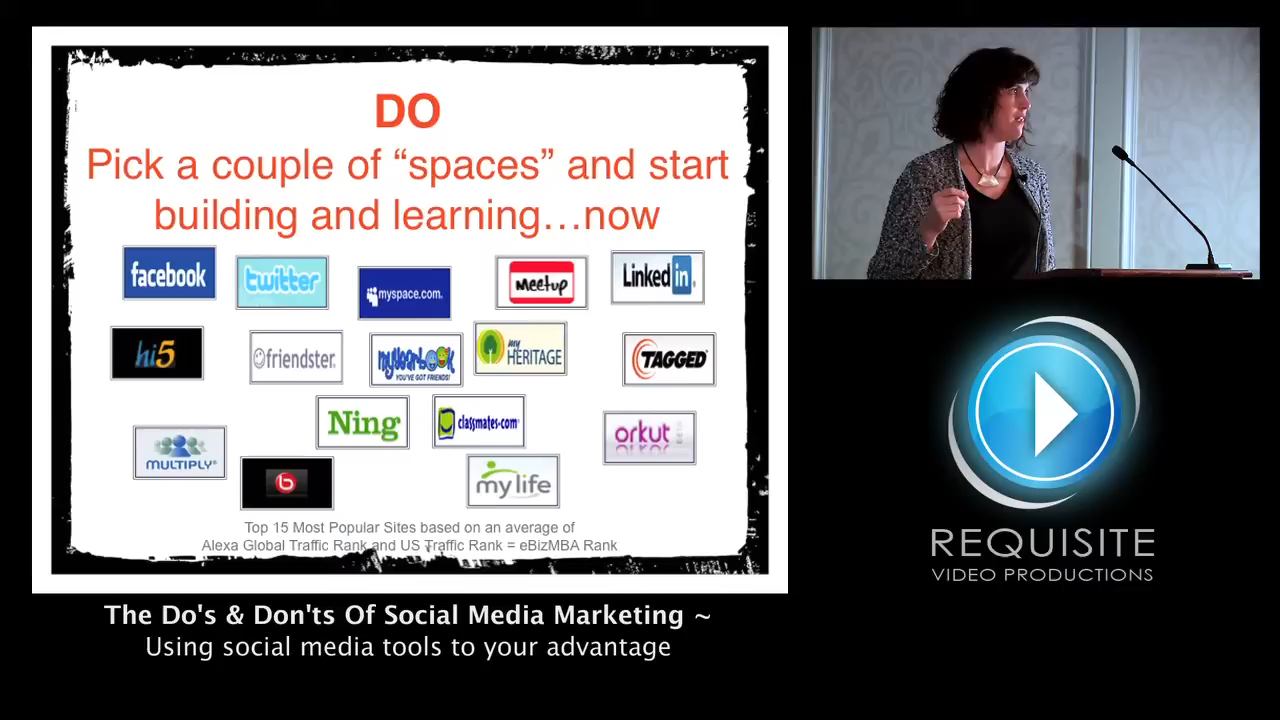 DO
Pick a couple of “spaces” and start
building and learning...now
facebook
twitter
myspace.com.
Meetup
Linked in
hi5
friendster.
myYearbook
YOU'VE GOT FRIENDS!
my HERITAGE
TAGGED
Ning
classmates.com
orkut
MULTIPLY
b
my life
Top 15 Most Popular Sites based on an average of
Alexa Global Traffic Rank and US Traffic Rank = eBizMBA Rank
The Do's & Don'ts Of Social Media Marketing ~
Using social media tools to your advantage
REQUISITE
VIDEO PRODUCTIONS